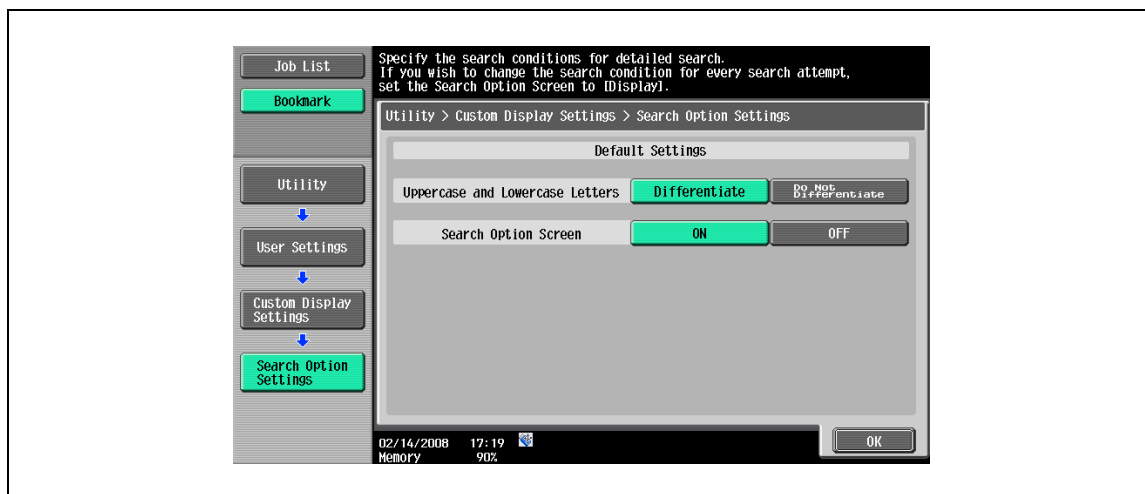 Job List
Bookmark
Specify the search conditions for detailed search.
If you wish to change the search condition for every search attempt,
set the Search Option Screen to [Display].
Utility > Custom Display Settings > Search Option Settings
Default Settings
Utility
User Settings
Custom Display
Settings
Search Option
Settings
Uppercase and Lowercase Letters
Differentiate
Do Not
Differentiate
Search Option Screen
ON
OFF
02/14/2008 17:19
Memory 90%
OK